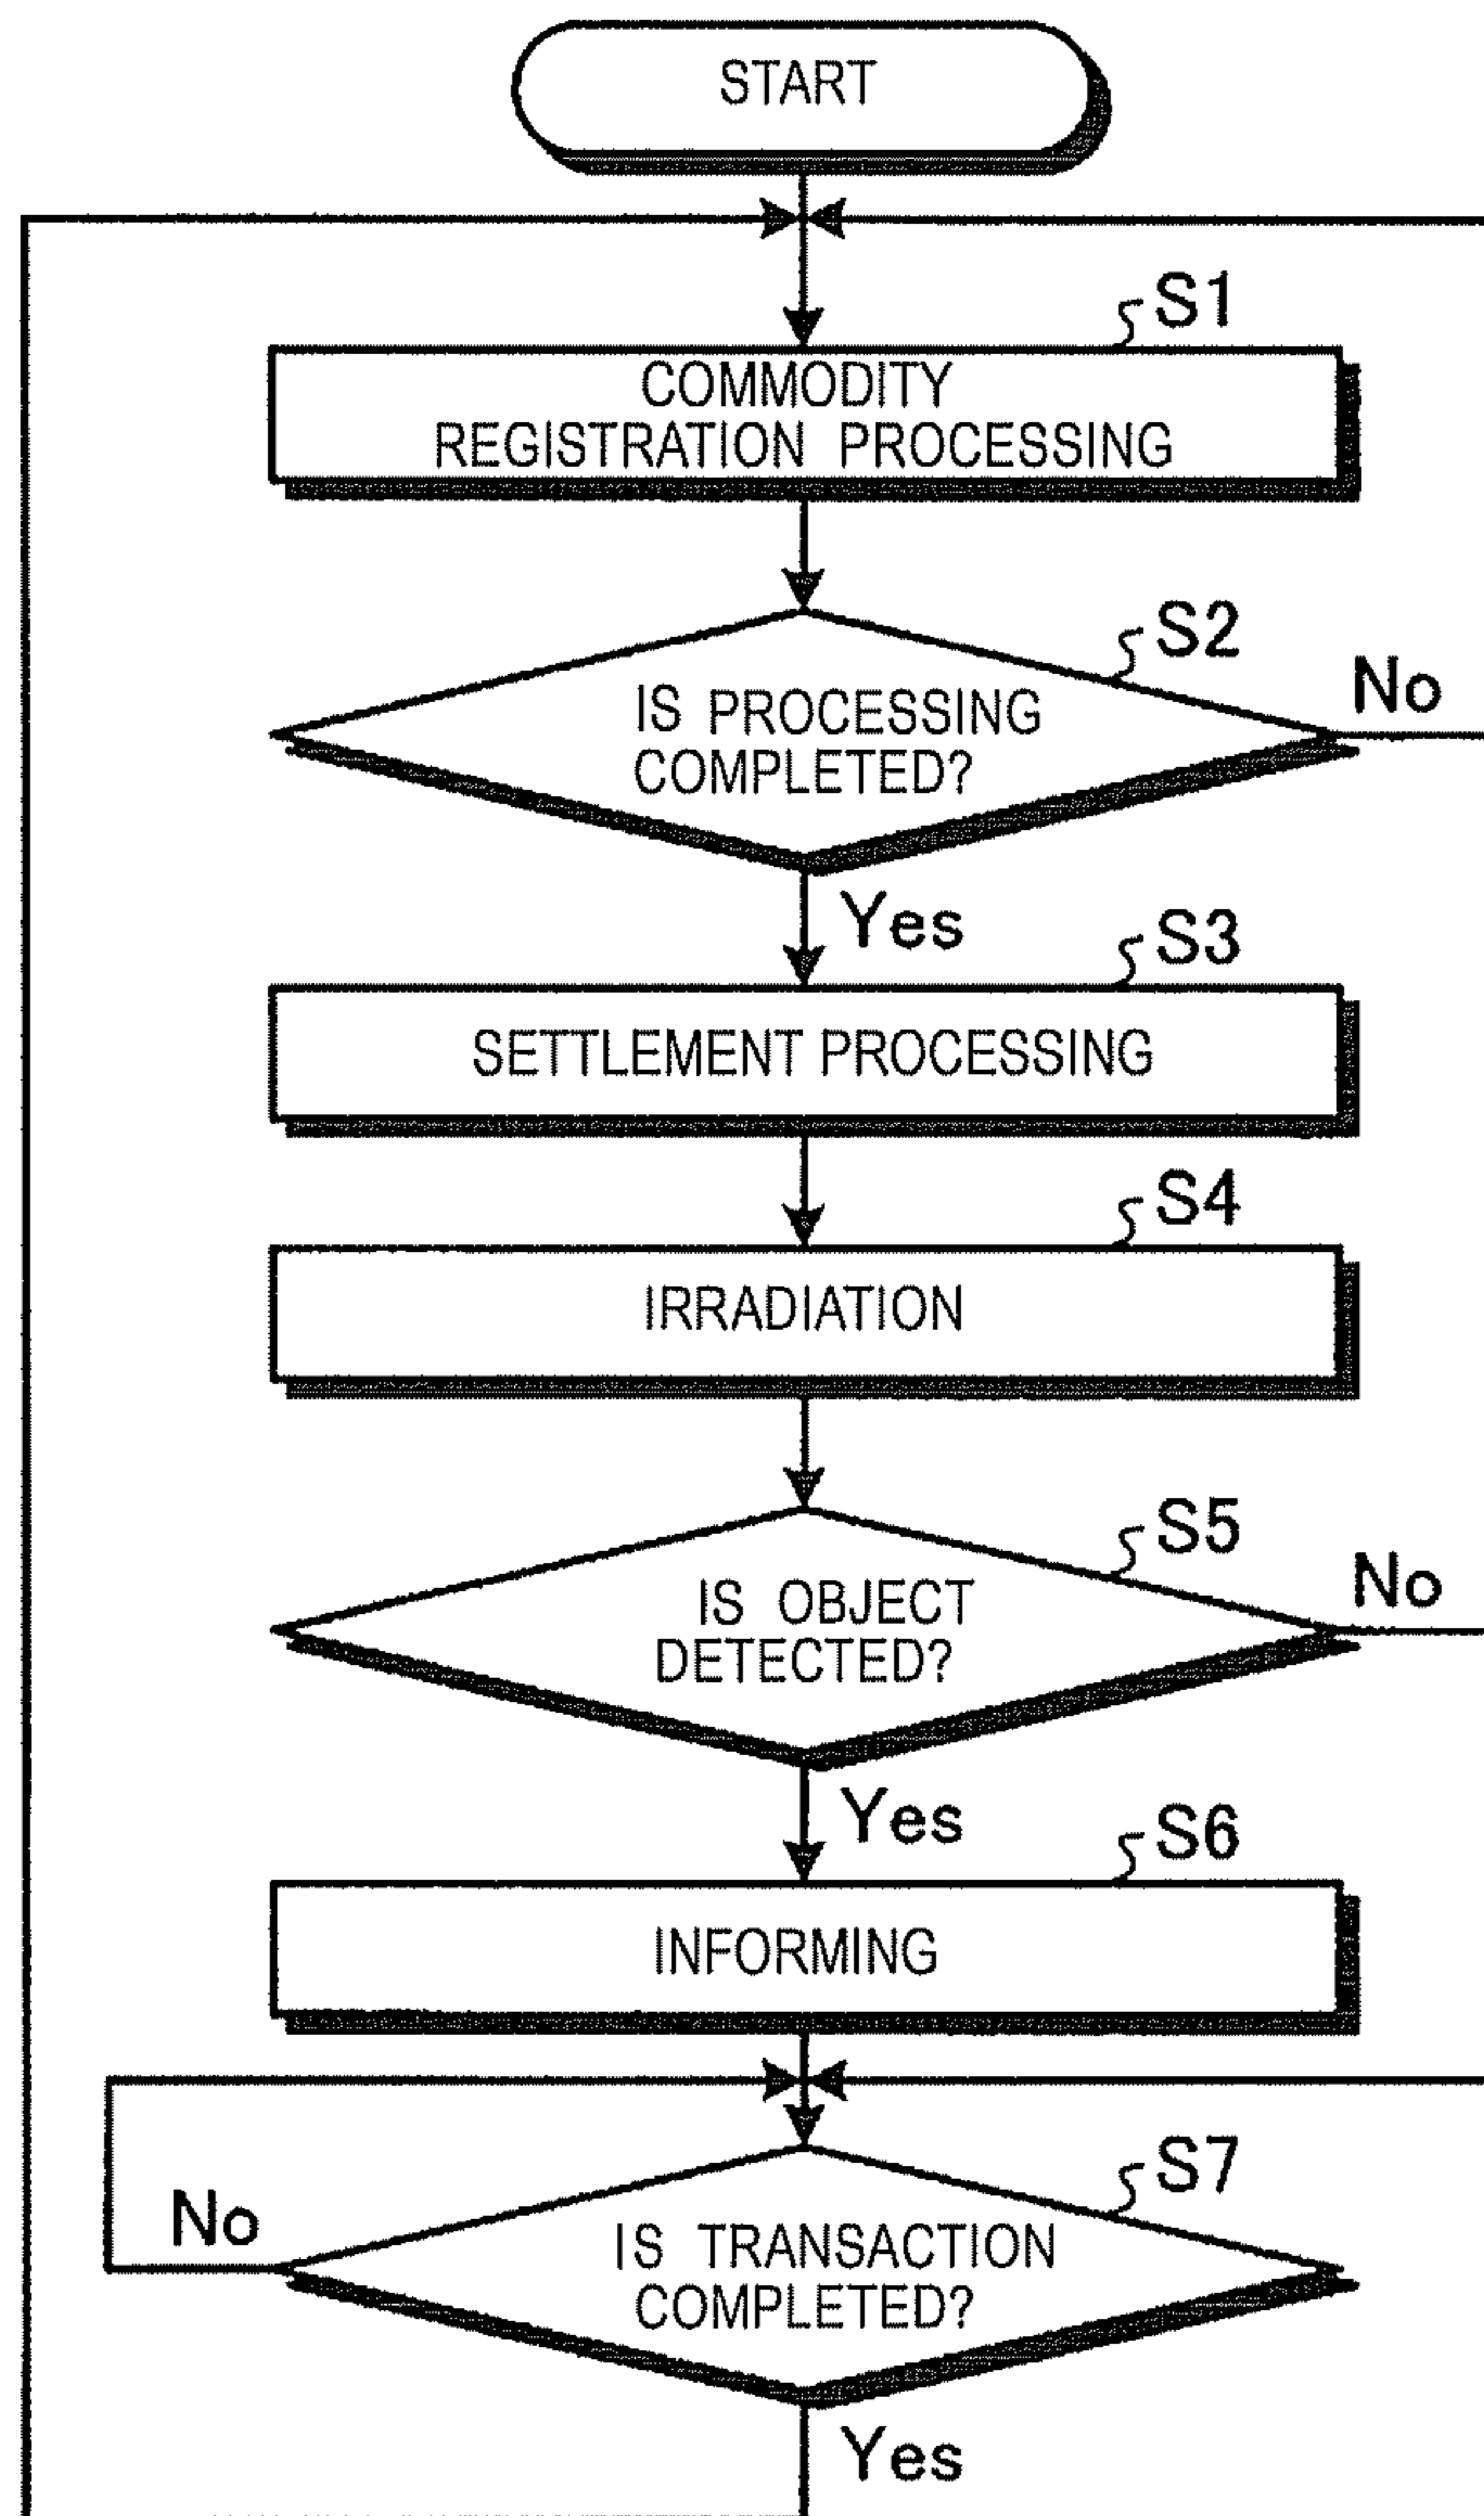 START
S1
COMMODITY
REGISTRATION PROCESSING
S2
IS PROCESSING
COMPLETED?
No
Yes
S3
SETTLEMENT PROCESSING
S4
IRRADIATION
S5
IS OBJECT
DETECTED?
No
Yes
S6
INFORMING
S7
No
IS TRANSACTION
COMPLETED?
Yes